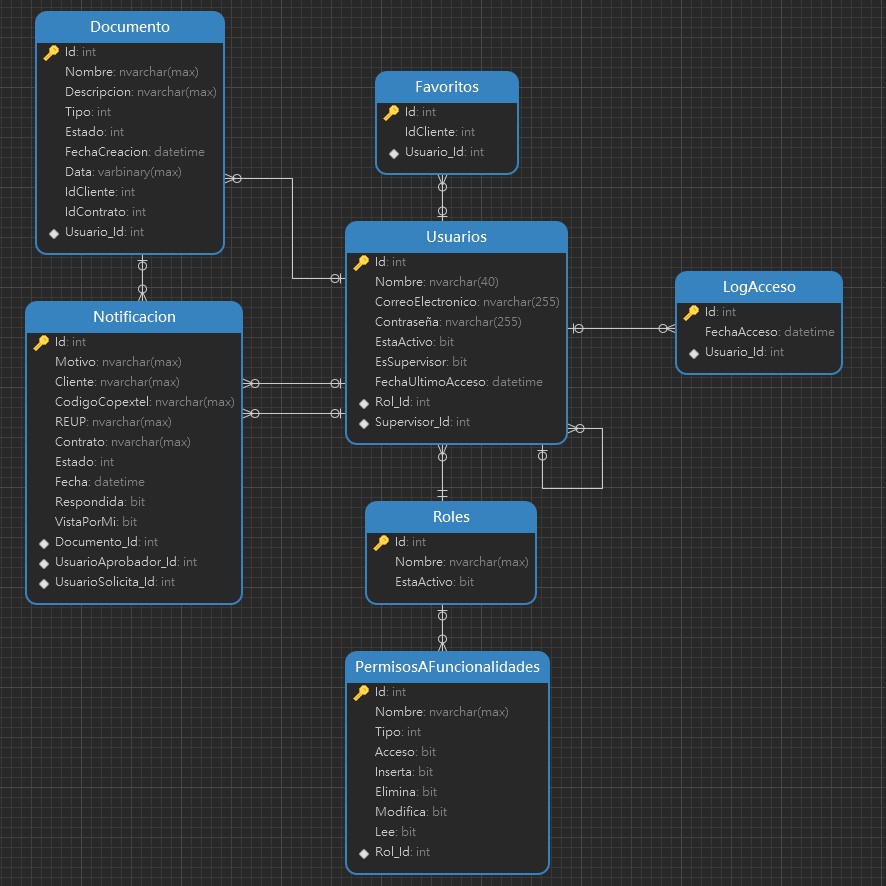 Documento
Id: int
Nombre: nvarchar(max)
Descripcion: nvarchar(max)
Tipo: int
Estado: int
FechaCreacion: datetime
Data: varbinary(max)
IdCliente: int
IdContrato: int
Usuario_Id: int
Favoritos
Id: int
IdCliente: int
Usuario_Id: int
Usuarios
Id: int
Nombre: nvarchar(40)
CorreoElectronico: nvarchar(255)
Contraseña: nvarchar(255)
EstaActivo: bit
EsSupervisor: bit
FechaUltimoAcceso: datetime
Rol_Id: int
Supervisor_Id: int
LogAcceso
Id: int
FechaAcceso: datetime
Usuario_Id: int
Notificacion
Id: int
Motivo: nvarchar(max)
Cliente: nvarchar(max)
CodigoCopextel: nvarchar(max)
REUP: nvarchar(max)
Contrato: nvarchar(max)
Estado: int
Fecha: datetime
Respondida: bit
VistaPorMi: bit
Documento_Id: int
UsuarioAprobador_Id: int
UsuarioSolicita_Id: int
Roles
Id: int
Nombre: nvarchar(max)
EstaActivo: bit
PermisosAFuncionalidades
Id: int
Nombre: nvarchar(max)
Tipo: int
Acceso: bit
Inserta: bit
Elimina: bit
Modifica: bit
Lee: bit
Rol_Id: int